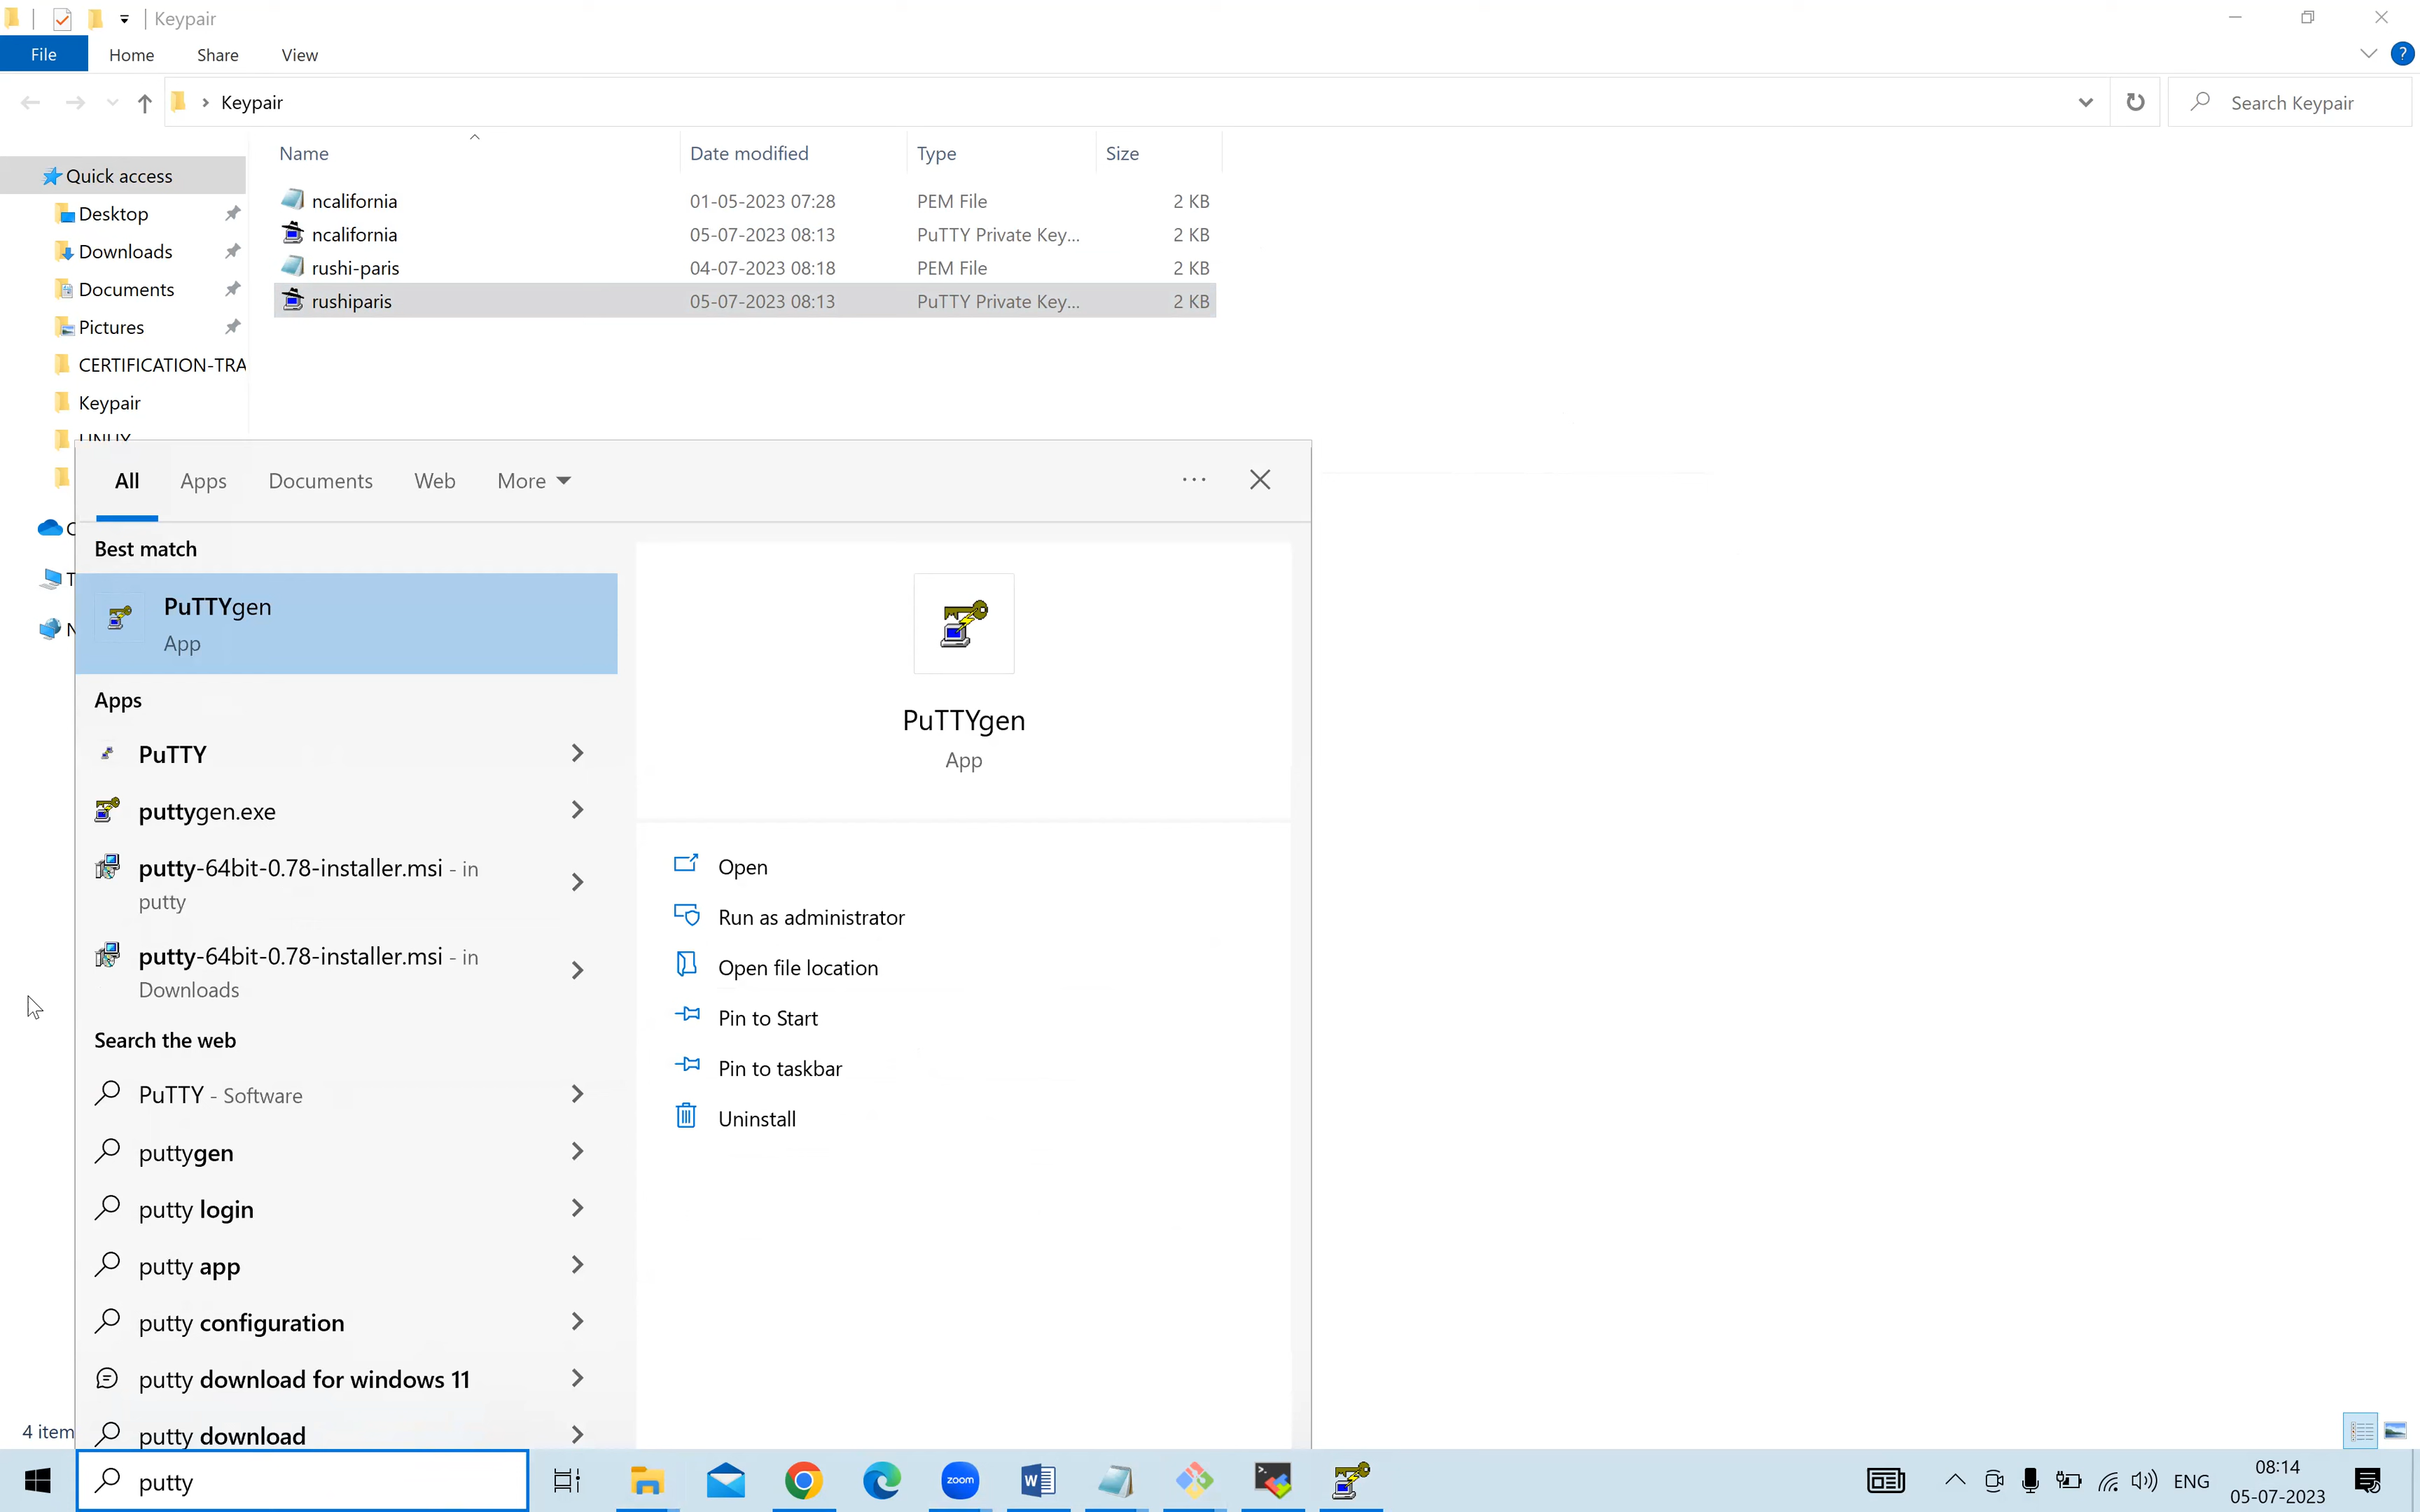 Keypair
File Home Share View
?
Keypair
Search Keypair
Name Date modified Type Size
Quick access
Desktop
Downloads
Documents
Pictures
CERTIFICATION-TRA
Keypair
ncalifornia 01-05-2023 07:28 PEM File 2 KB
ncalifornia 05-07-2023 08:13 PuTTY Private Key... 2 KB
rushi-paris 04-07-2023 08:18 PEM File 2 KB
rushiparis 05-07-2023 08:13 PuTTY Private Key... 2 KB
All Apps Documents Web More
Best match
PuTTYgen
App
Apps
PuTTY
puttygen.exe
putty-64bit-0.78-installer.msi - in
putty
putty-64bit-0.78-installer.msi - in
Downloads
Search the web
PuTTY - Software
puttygen
putty login
putty app
putty configuration
putty download for windows 11
putty download
PuTTYgen
App
Open
Run as administrator
Open file location
Pin to Start
Pin to taskbar
Uninstall
4 item
putty
zoom
ENG
08:14
05-07-2023